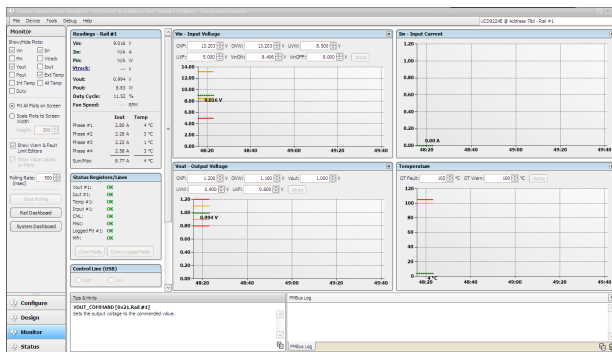 File Device Tools Debug Help
UCD9224E @ Address 78d - Rail #1
Monitor
Show/Hide Plots:
Vin Iin
Pin Vtrack
Vout Iout
Pout Ext Temp
Int Temp All Temp
Duty
Fit All Plots on Screen
Scale Plots to Screen
Width
Height: 200
Show Warn & Fault
Limit Editors
Show Value Labels
on Plots
Polling Rate: 500
(msec)
Start Polling
Rail Dashboard
System Dashboard
Configure
Design
Monitor
Status
Readings - Rail #1
Vin: 9.016 V
Iin: N/A A
Pin: N/A W
Vtrack: --- V
Vout: 0.994 V
Pout: 8.83 W
Duty Cycle: 11.52 %
Fan Speed: --- RPM
Iout Temp
Phase #1 2.80 A 4 °C
Phase #2 2.28 A 3 °C
Phase #3 2.22 A 1 °C
Phase #4 2.58 A 3 °C
Sum/Max 8.77 A 4 °C
Status Registers/Lines
Vout #1: OK
Iout #1: OK
Temp #1: OK
Input #1: OK
CML: OK
Misc: OK
Logged Flt #1: OK
Mfr: OK
Clear Faults Clear Logged Faults
Control Line (USB)
High Low
Vin - Input Voltage
OVF: 13.203 V OVW: 13.203 V UVW: 6.500 V
UVF: 5.000 V VinON: 8.406 V VinOFF: 8.000 V Write
14.00
12.00
10.00
8.00
6.00
4.00
2.00
0.00
9.016 V
48:20 48:40 49:00 49:20 49:40
Iin - Input Current
1.20
1.00
0.80
0.60
0.40
0.20
0.00
0.00 A
48:20 48:40 49:00 49:20 49:40
Vout - Output Voltage
OVF: 1.200 V OVW: 1.100 V Vout: 1.000 V
UVW: 0.900 V UVF: 0.800 V Write
1.20
1.00
0.80
0.60
0.40
0.20
0.00
0.994 V
48:20 48:40 49:00 49:20 49:40
Temperature
OT Fault: 105 °C OT Warn: 100 °C Write
120
100
80
60
40
20
0
4 °C
48:20 48:40 49:00 49:20 49:40
Tips & Hints
VOUT_COMMAND [0x21,Rail #1]
Sets the output voltage to the commanded value.
PMBus Log
PMBus Log